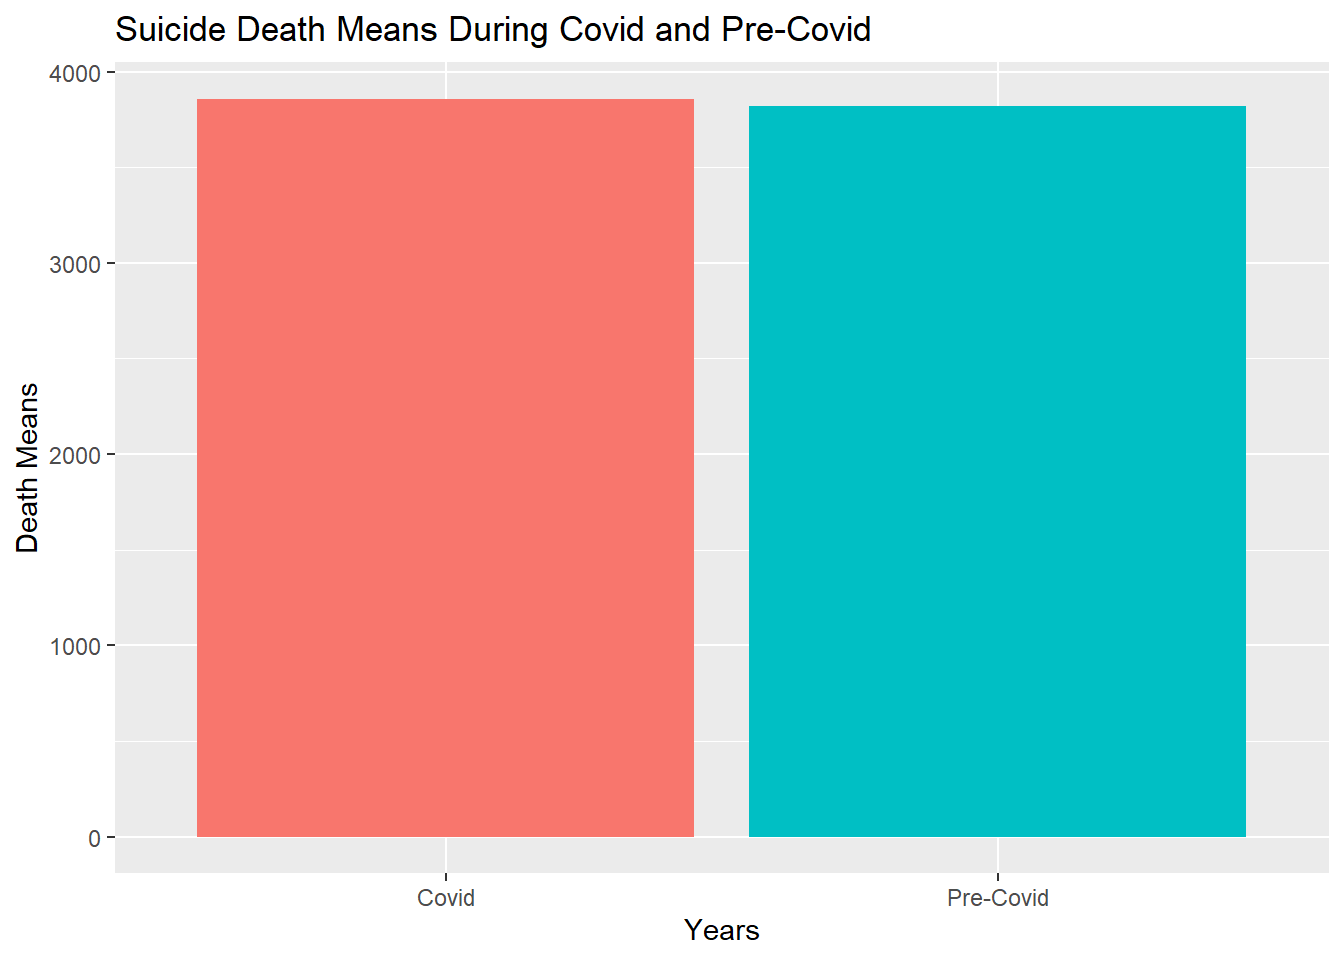 Suicide Death Means During Covid and Pre-Covid
4000
3000
2000
1000
0
Death Means
Covid
Pre-Covid
Years